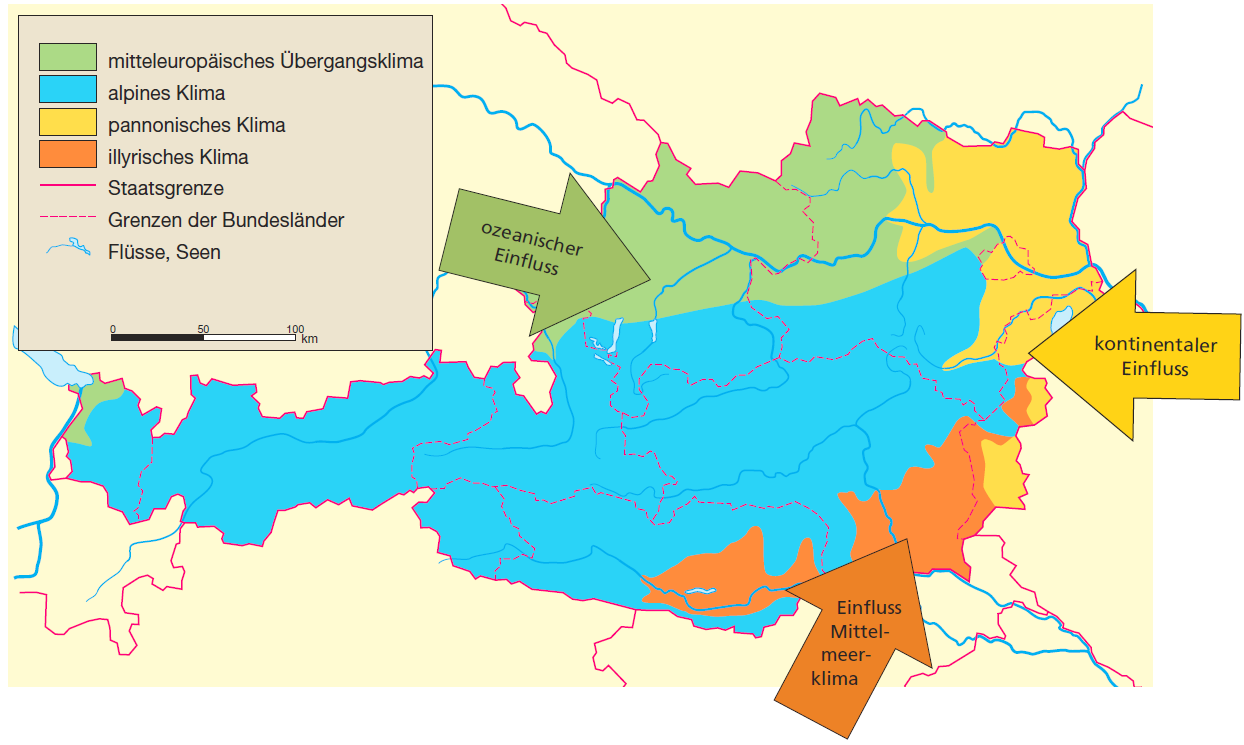 mitteleuropäisches Übergangsklima
alpines Klima
pannonisches Klima
illyrisches Klima
Staatsgrenze
Grenzen der Bundesländer
Flüsse, Seen
0 50 100
km
ozeanischer
Einfluss
kontinentaler
Einfluss
Einfluss
Mittel-
meer-
klima